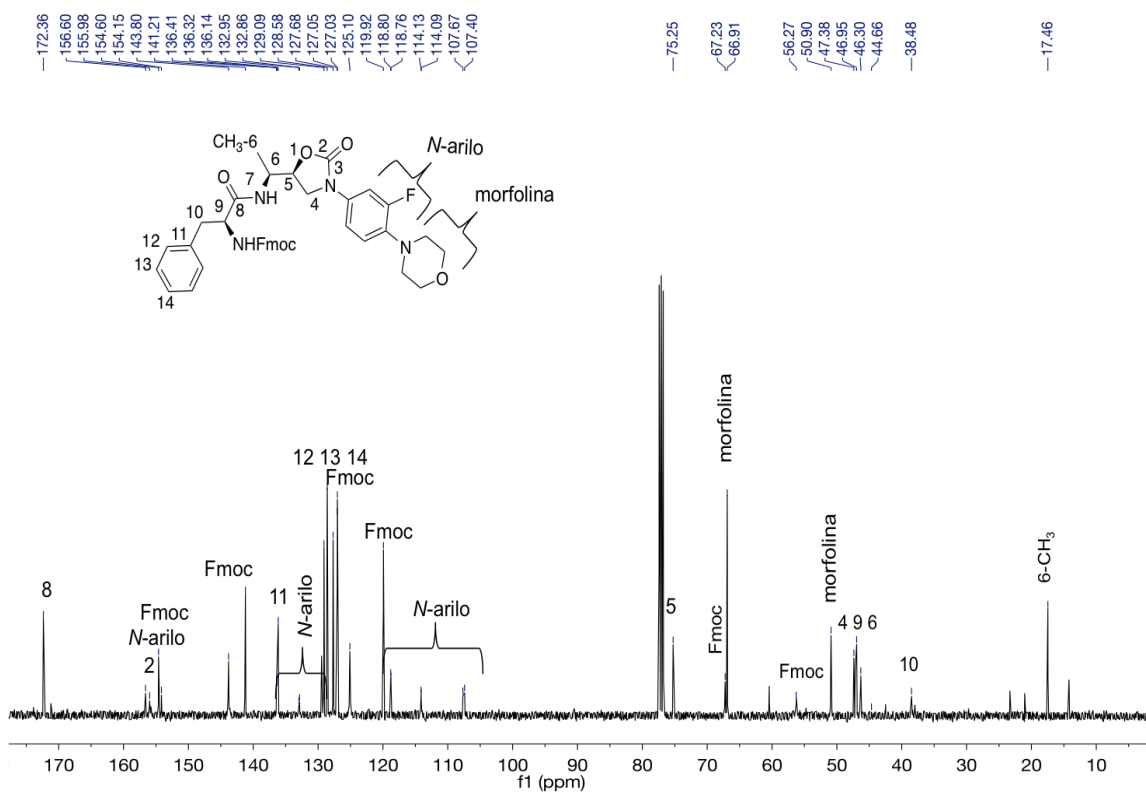 172.36
156.60
155.98
154.60
154.15
143.80
141.21
136.41
136.32
136.14
132.95
132.86
129.09
128.58
127.68
127.05
127.03
125.10
119.92
118.80
118.76
114.13
114.09
107.67
107.40
75.25
67.23
66.91
56.27
50.90
47.38
46.95
46.30
44.66
38.48
17.46
CH3-6
6
7
NH
O
8
9
10
11
12
13
14
NHFmoc
1
O
2
O
3
N
4
5
F
N
O
N-arilo
morfolina
8
Fmoc
N-arilo
2
Fmoc
11
N-arilo
12 13 14
Fmoc
Fmoc
N-arilo
5
Fmoc
morfolina
Fmoc
morfolina
4 9 6
10
6-CH3
170 160 150 140 130 120 110 100 90 80 70 60 50 40 30 20 10
f1 (ppm)